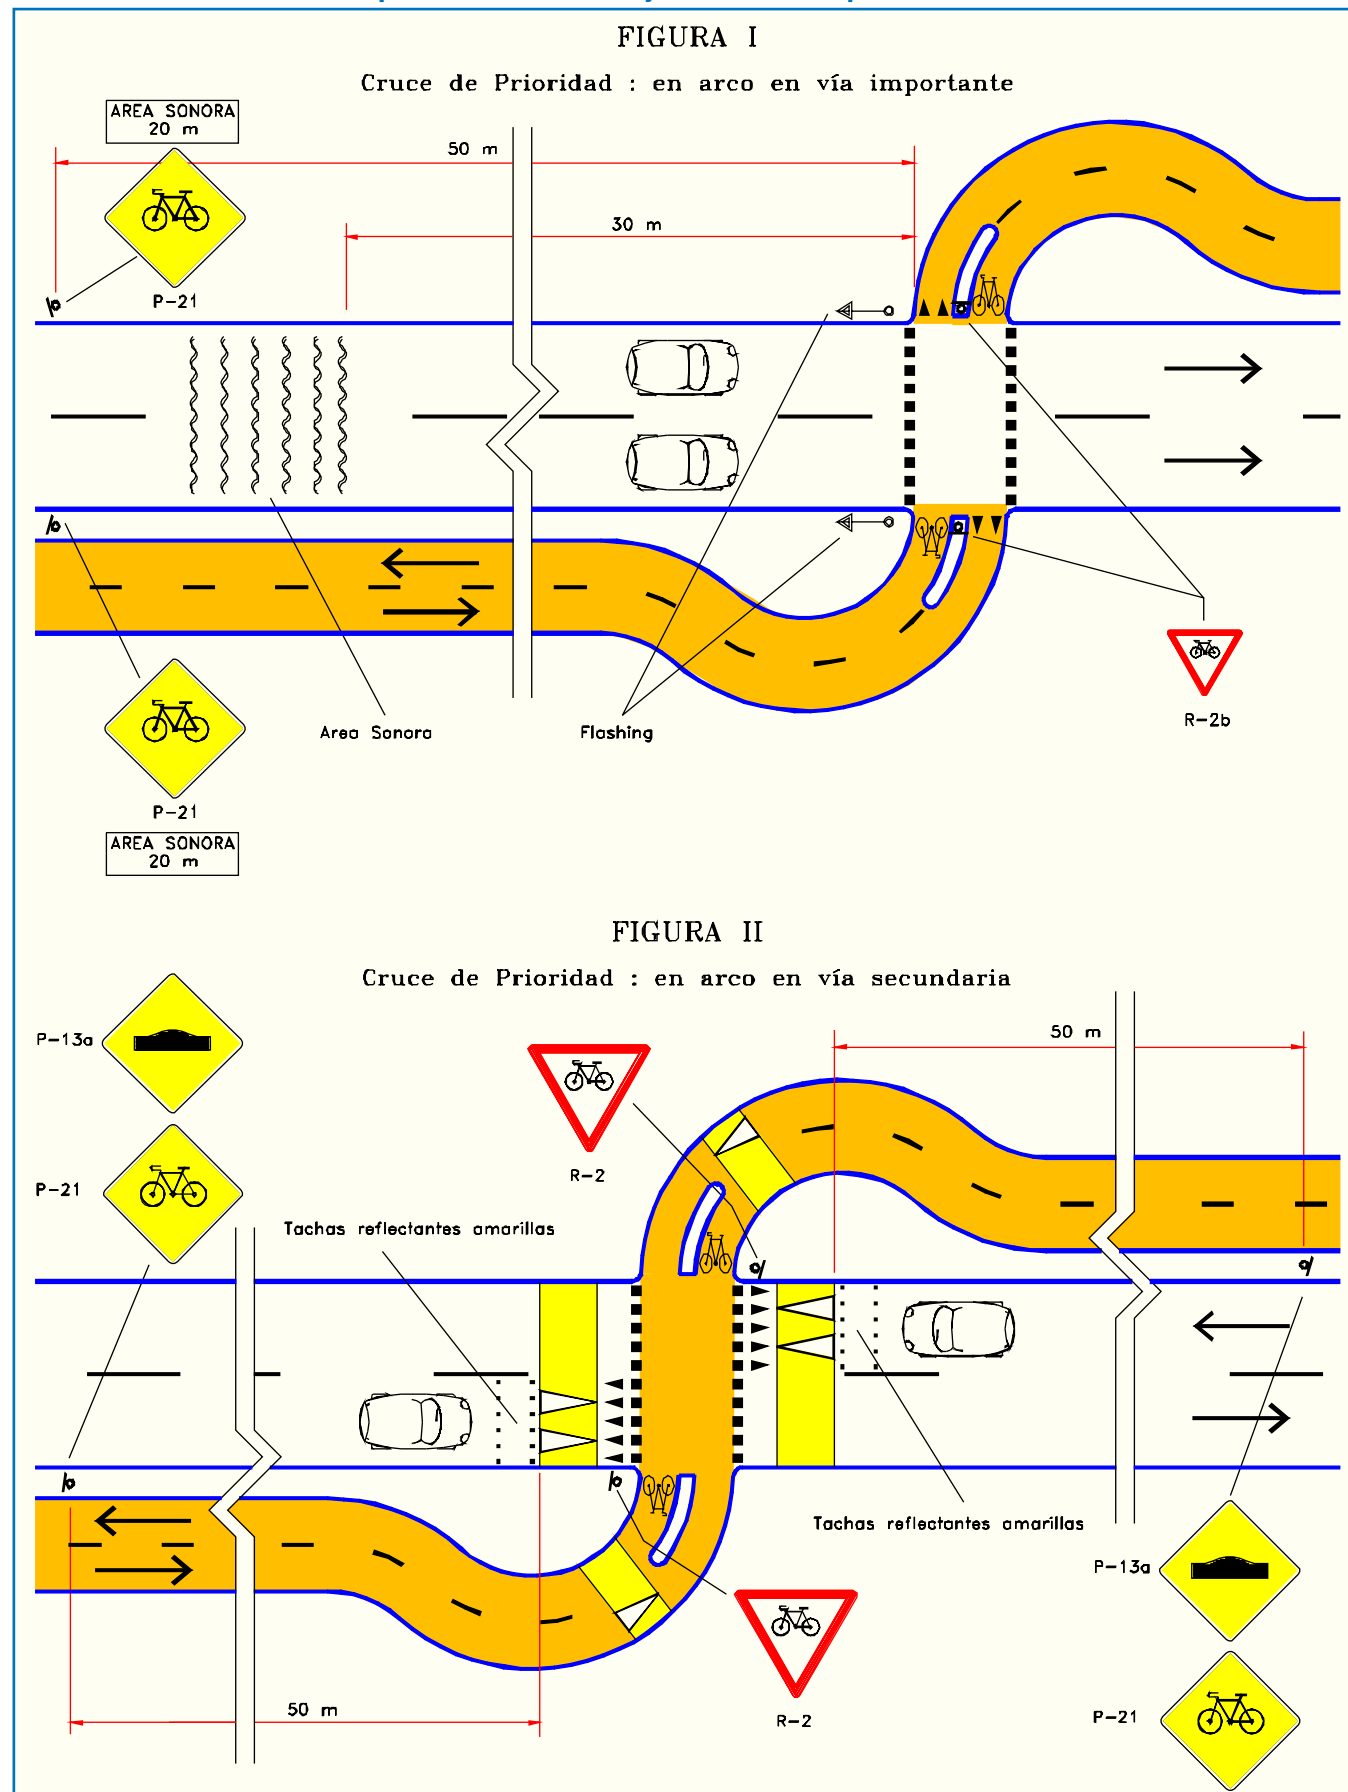 FIGURA I
Cruce de Prioridad : en arco en vía importante
AREA SONORA
20 m
50 m
30 m
P-21
R-2b
Area Sonora
Flashing
P-21
AREA SONORA
20 m
FIGURA II
Cruce de Prioridad : en arco en vía secundaria
P-13a
50 m
R-2
P-21
Tachas reflectantes amarillas
Tachas reflectantes amarillas
P-13a
50 m
R-2
P-21